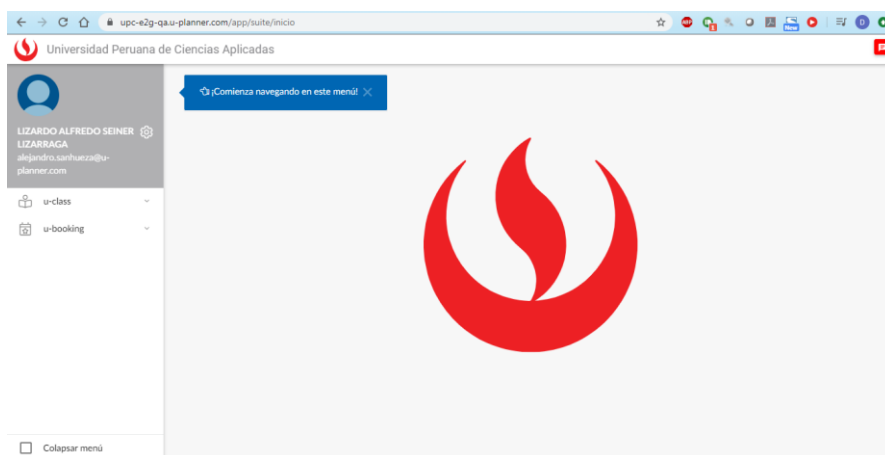 upc-e2g-qa.u-planner.com/app/suite/inicio
Universidad Peruana de Ciencias Aplicadas
¡Comienza navegando en este menú!
LIZARDO ALFREDO SEINER
LIZARRAGA
alejandro.sanhueza@u-
planner.com
u-class
u-booking
Colapsar menú